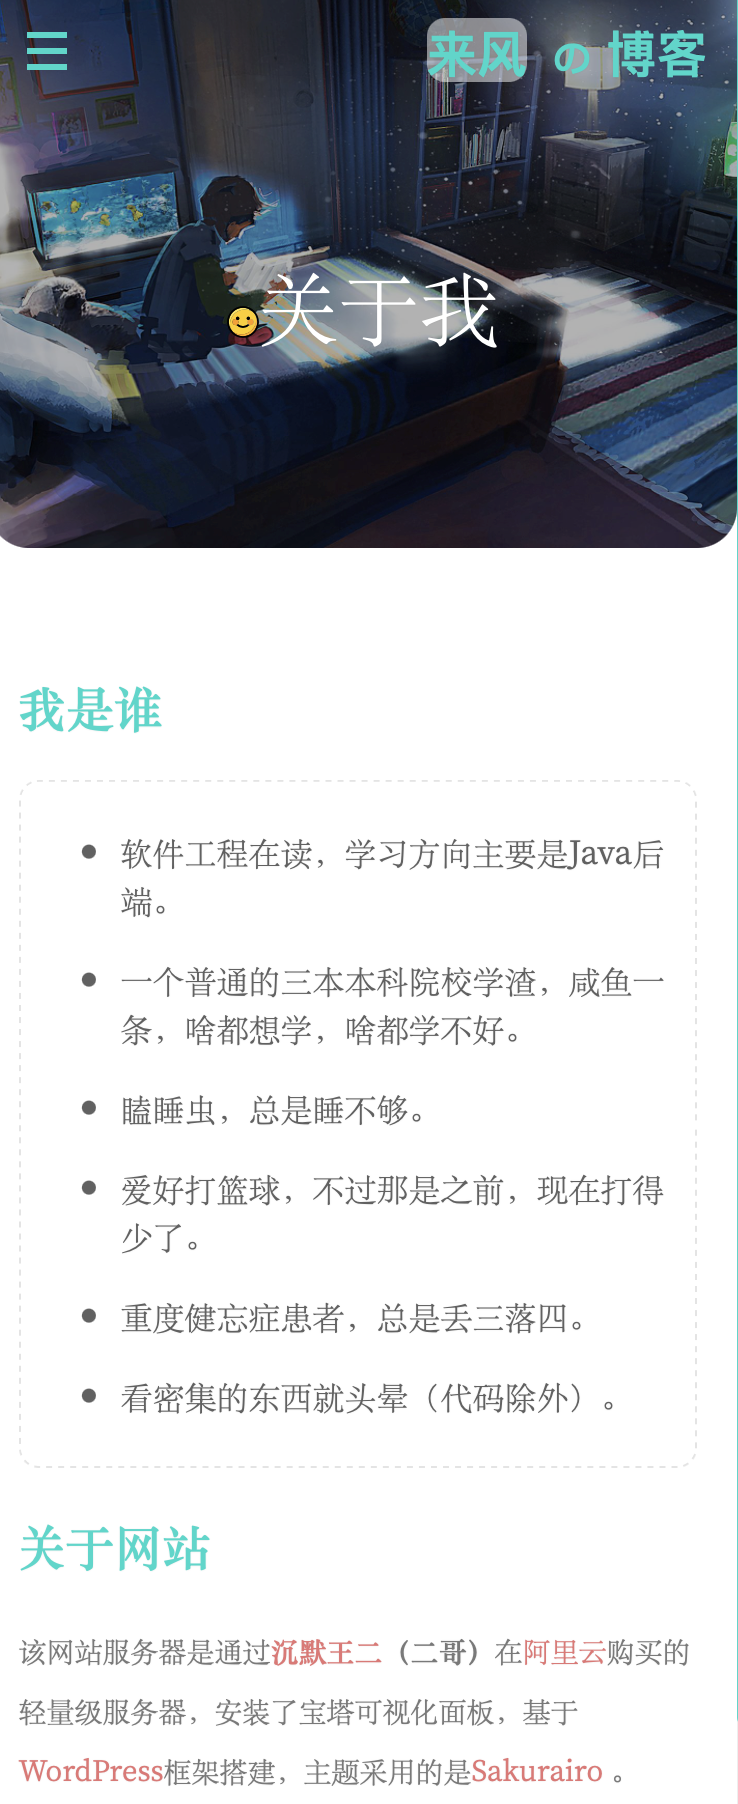 来风 の 博客
关于我
我是谁
软件工程在读，学习方向主要是Java后
端。
一个普通的三本本科院校学渣，咸鱼一
条，啥都想学，啥都学不好。
瞌睡虫，总是睡不够。
爱好打篮球，不过那是之前，现在打得
少了。
重度健忘症患者，总是丢三落四。
看密集的东西就头晕（代码除外）。
关于网站
该网站服务器是通过沉默王二（二哥）在阿里云购买的
轻量级服务器，安装了宝塔可视化面板，基于
WordPress框架搭建，主题采用的是Sakurairo 。